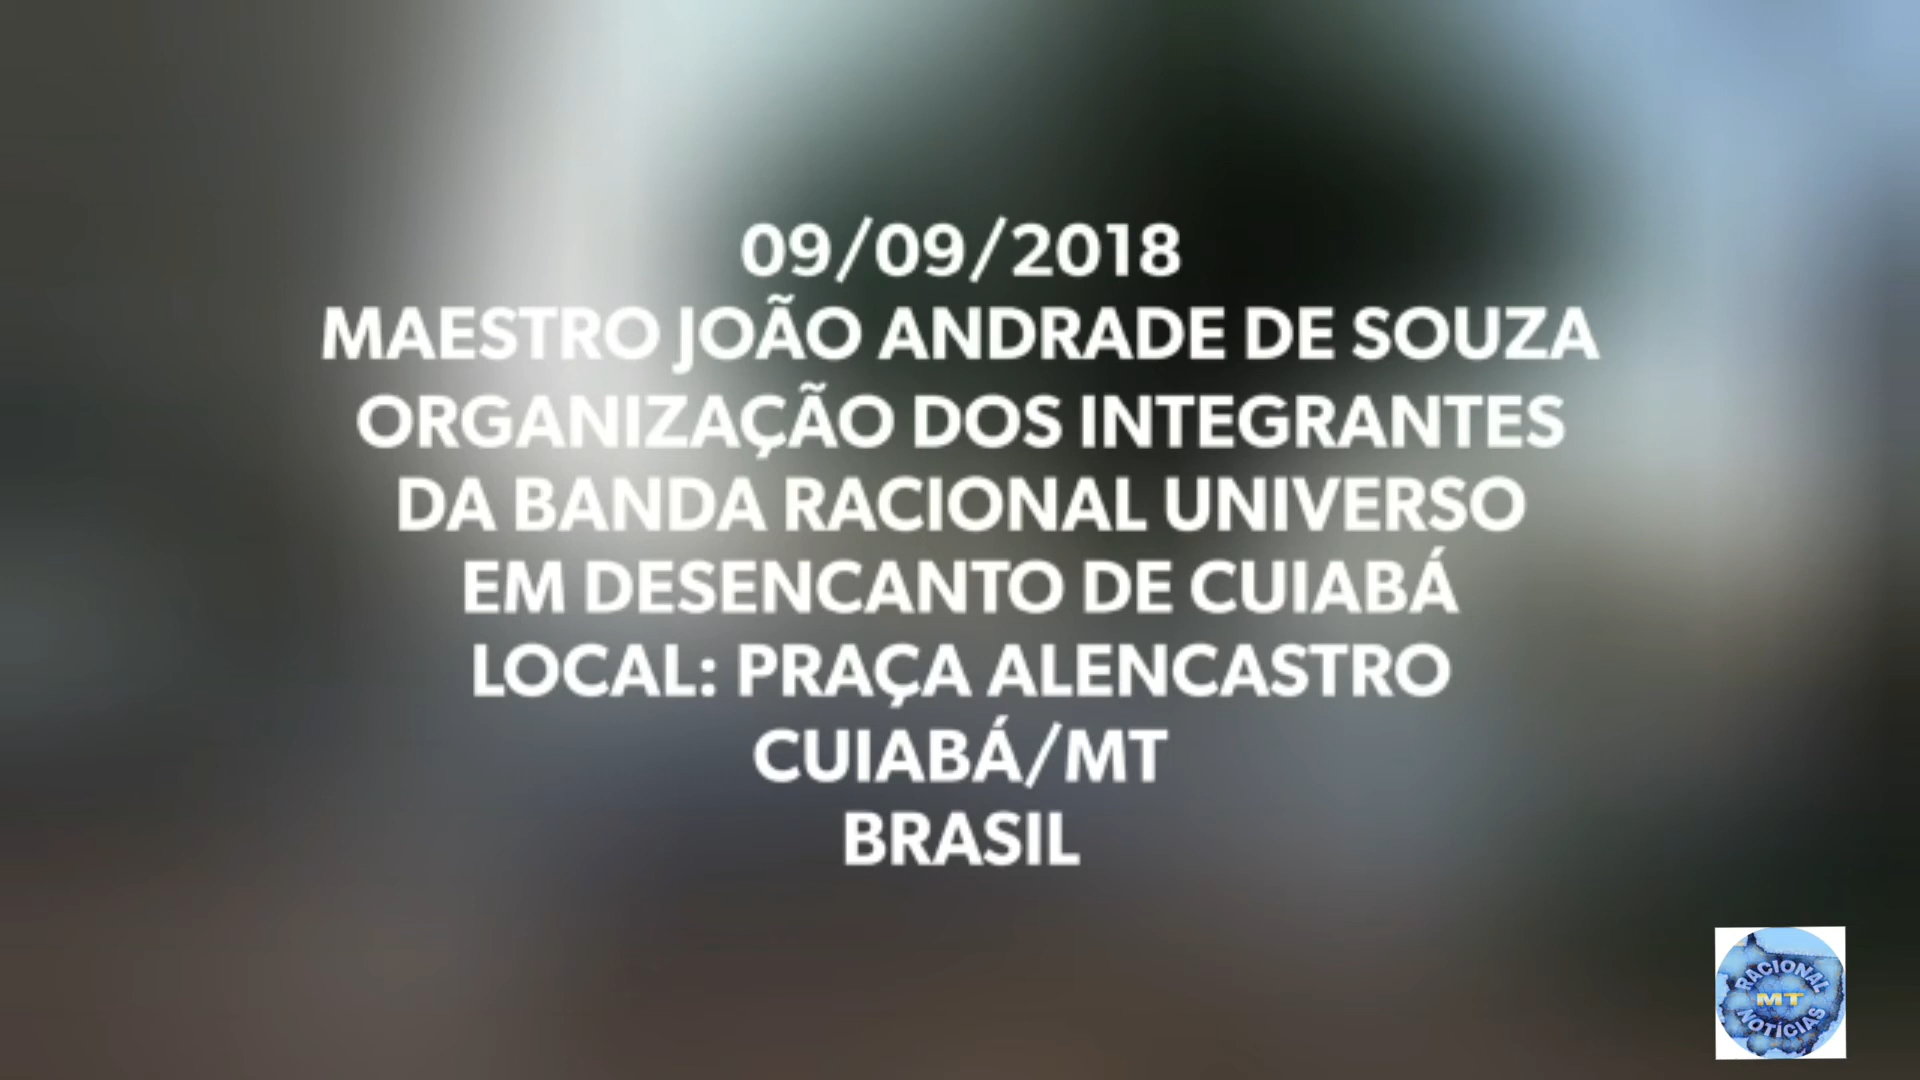 09/09/2018
MAESTRO JOÃO ANDRADE DE SOUZA
ORGANIZAÇÃO DOS INTEGRANTES
DA BANDA RACIONAL UNIVERSO
EM DESENCANTO DE CUIABÁ
LOCAL: PRAÇA ALENCASTRO
CUIABÁ/MT
BRASIL
RACIONAL
MT
NOTÍCIAS